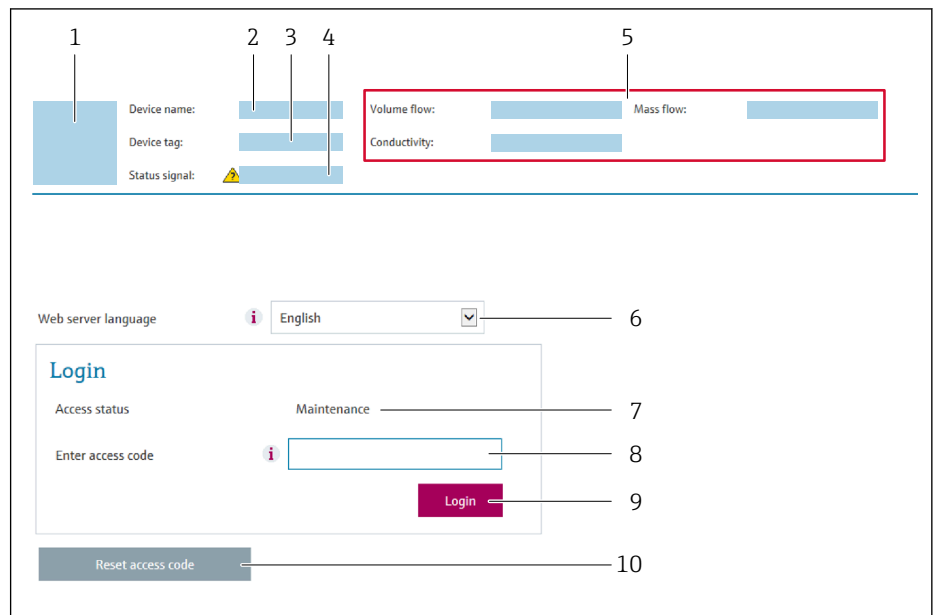 1 2 3 4 5
Device name: Volume flow: Mass flow:
Device tag: Conductivity:
Status signal: ?
Web server language i English 6
Login
Access status Maintenance 7
Enter access code i 8
Login 9
Reset access code 10